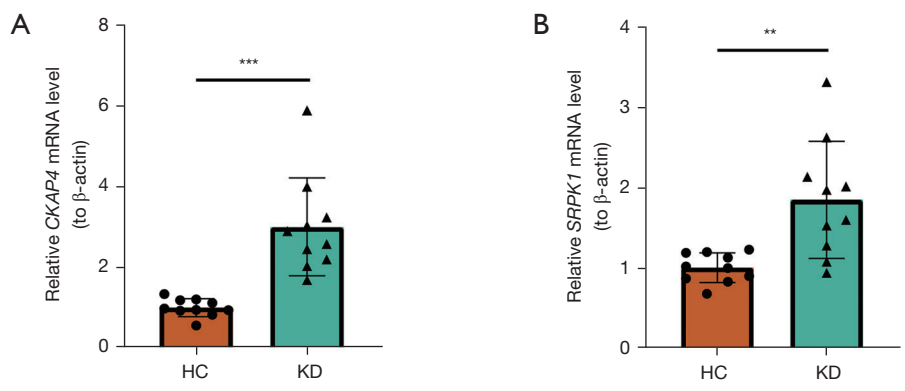 A
Relative CKAP4 mRNA level
(to β-actin)
8
6
4
2
0
***
HC
KD
B
Relative SRPK1 mRNA level
(to β-actin)
4
3
2
1
0
**
HC
KD